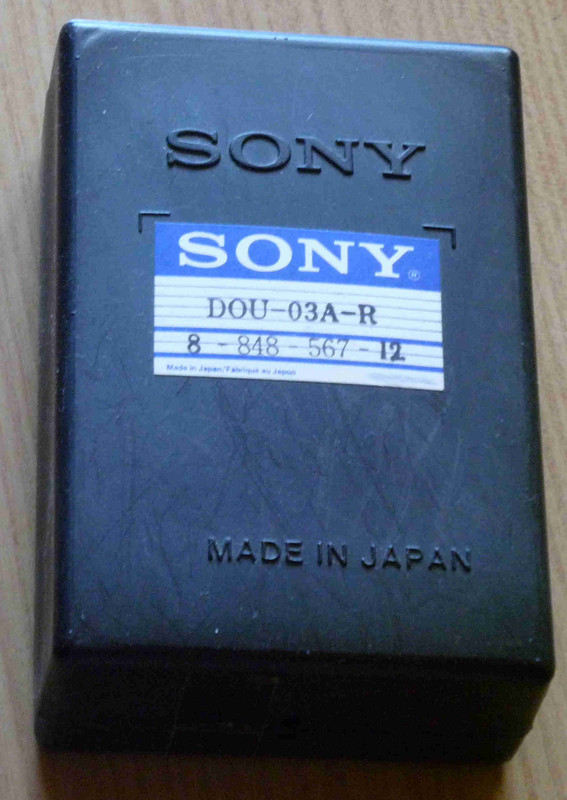 SONY
SONY®
DOU-03A-R
8-848-567-12
Made in Japan/Fabriqué au Japon
MADE IN JAPAN